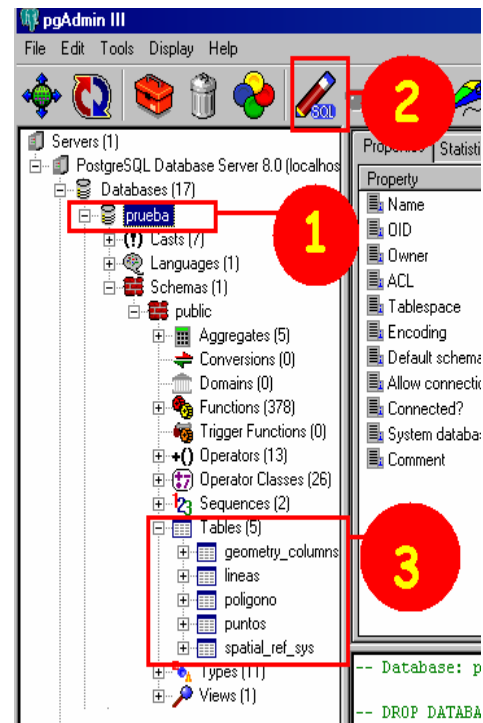 pgAdmin III
File Edit Tools Display Help
SQL
2
Servers (1)
PostgreSQL Database Server 8.0 (localhos
Databases (17)
prueba
1
Casts (7)
Languages (1)
Schemas (1)
public
Aggregates (5)
Conversions (0)
Domains (0)
Functions (378)
Trigger Functions (0)
Operators (13)
Operator Classes (26)
Sequences (2)
Tables (5)
geometry_columns
lineas
poligono
puntos
spatial_ref_sys
3
Types (11)
Views (1)
Statisti
Property
Name
OID
Owner
ACL
Tablespace
Encoding
Default schema
Allow connectio
Connected?
System databas
Comment
-- Database: p
-- DROP DATABA